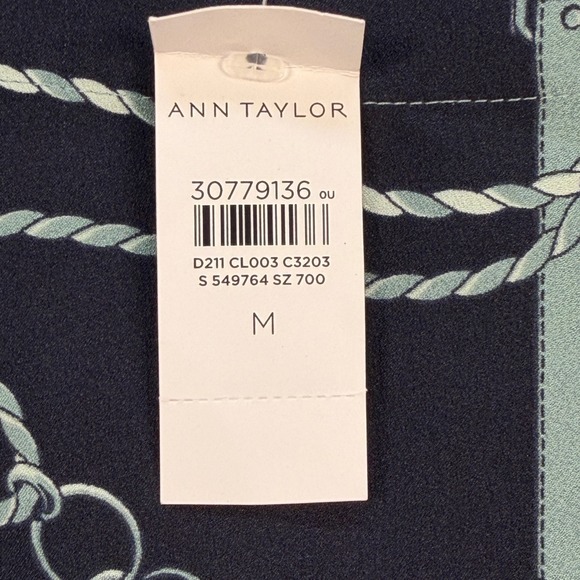 ANN TAYLOR
30779136 OU
D211 CL003 C3203
S 549764 SZ 700
M